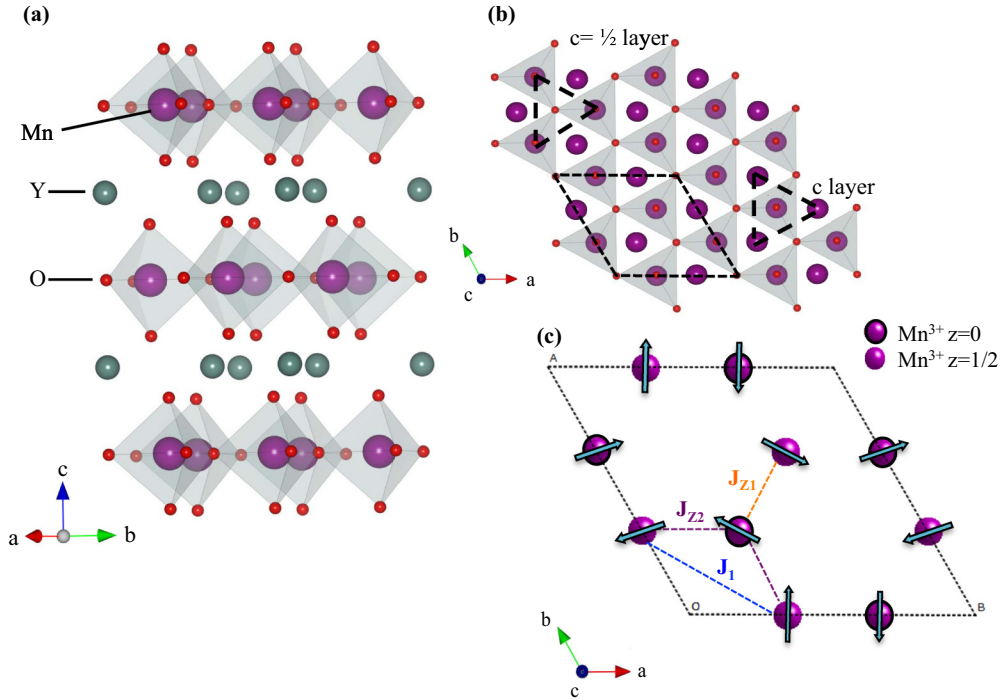 (a)
Mn
Y
O
c
a
b
(b)
c= ½ layer
c layer
b
c
a
(c)
Mn³⁺ z=0
Mn³⁺ z=1/2
A
J_Z1
J_Z2
J_1
O
B
b
a
c